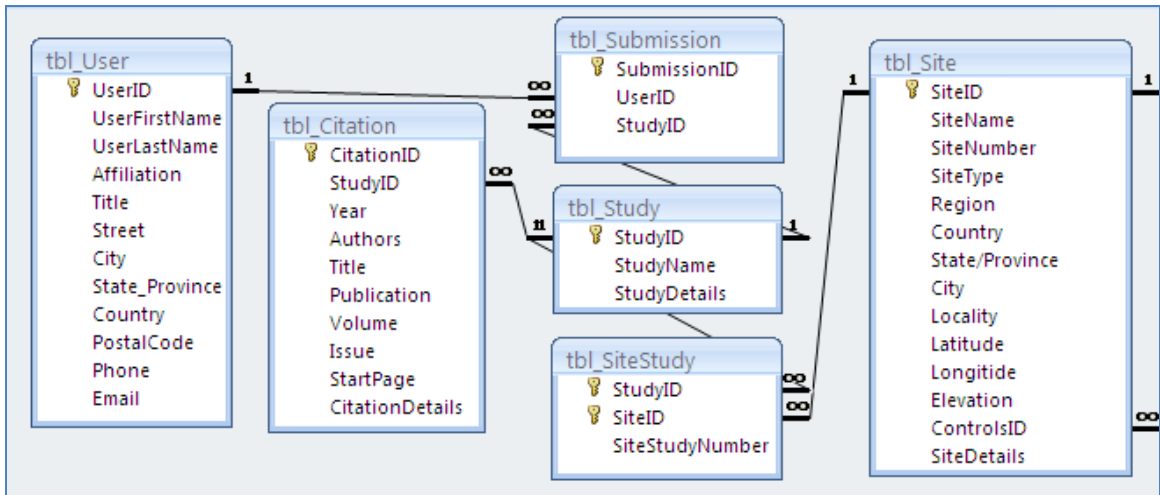 tbl_User
UserID
UserFirstName
UserLastName
Affiliation
Title
Street
City
State_Province
Country
PostalCode
Phone
Email
1
tbl_Citation
CitationID
StudyID
Year
Authors
Title
Publication
Volume
Issue
StartPage
CitationDetails
∞
tbl_Submission
SubmissionID
UserID
StudyID
∞
∞
tbl_Study
StudyID
StudyName
StudyDetails
11
1
tbl_SiteStudy
StudyID
SiteID
SiteStudyNumber
∞
∞
tbl_Site
SiteID
SiteName
SiteNumber
SiteType
Region
Country
State/Province
City
Locality
Latitude
Longitide
Elevation
ControlsID
SiteDetails
1
1
∞